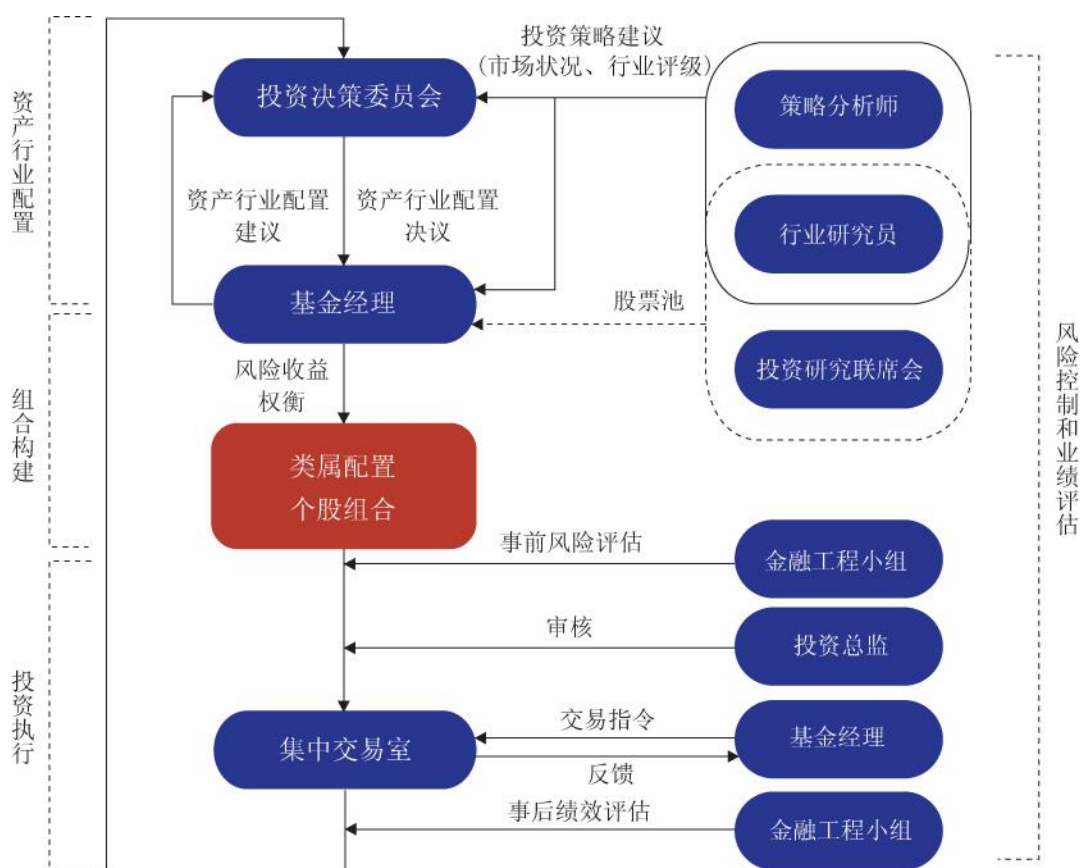 投资策略建议
(市场状况、行业评级)
投资决策委员会
策略分析师
资产行业配置
资产行业配置
建议
资产行业配置
决议
行业研究员
基金经理
股票池
投资研究联席会
风险收益
权衡
组合构建
类属配置
个股组合
风险控制和业绩评估
事前风险评估
金融工程小组
审核
投资总监
投资执行
集中交易室
交易指令
反馈
基金经理
事后绩效评估
金融工程小组